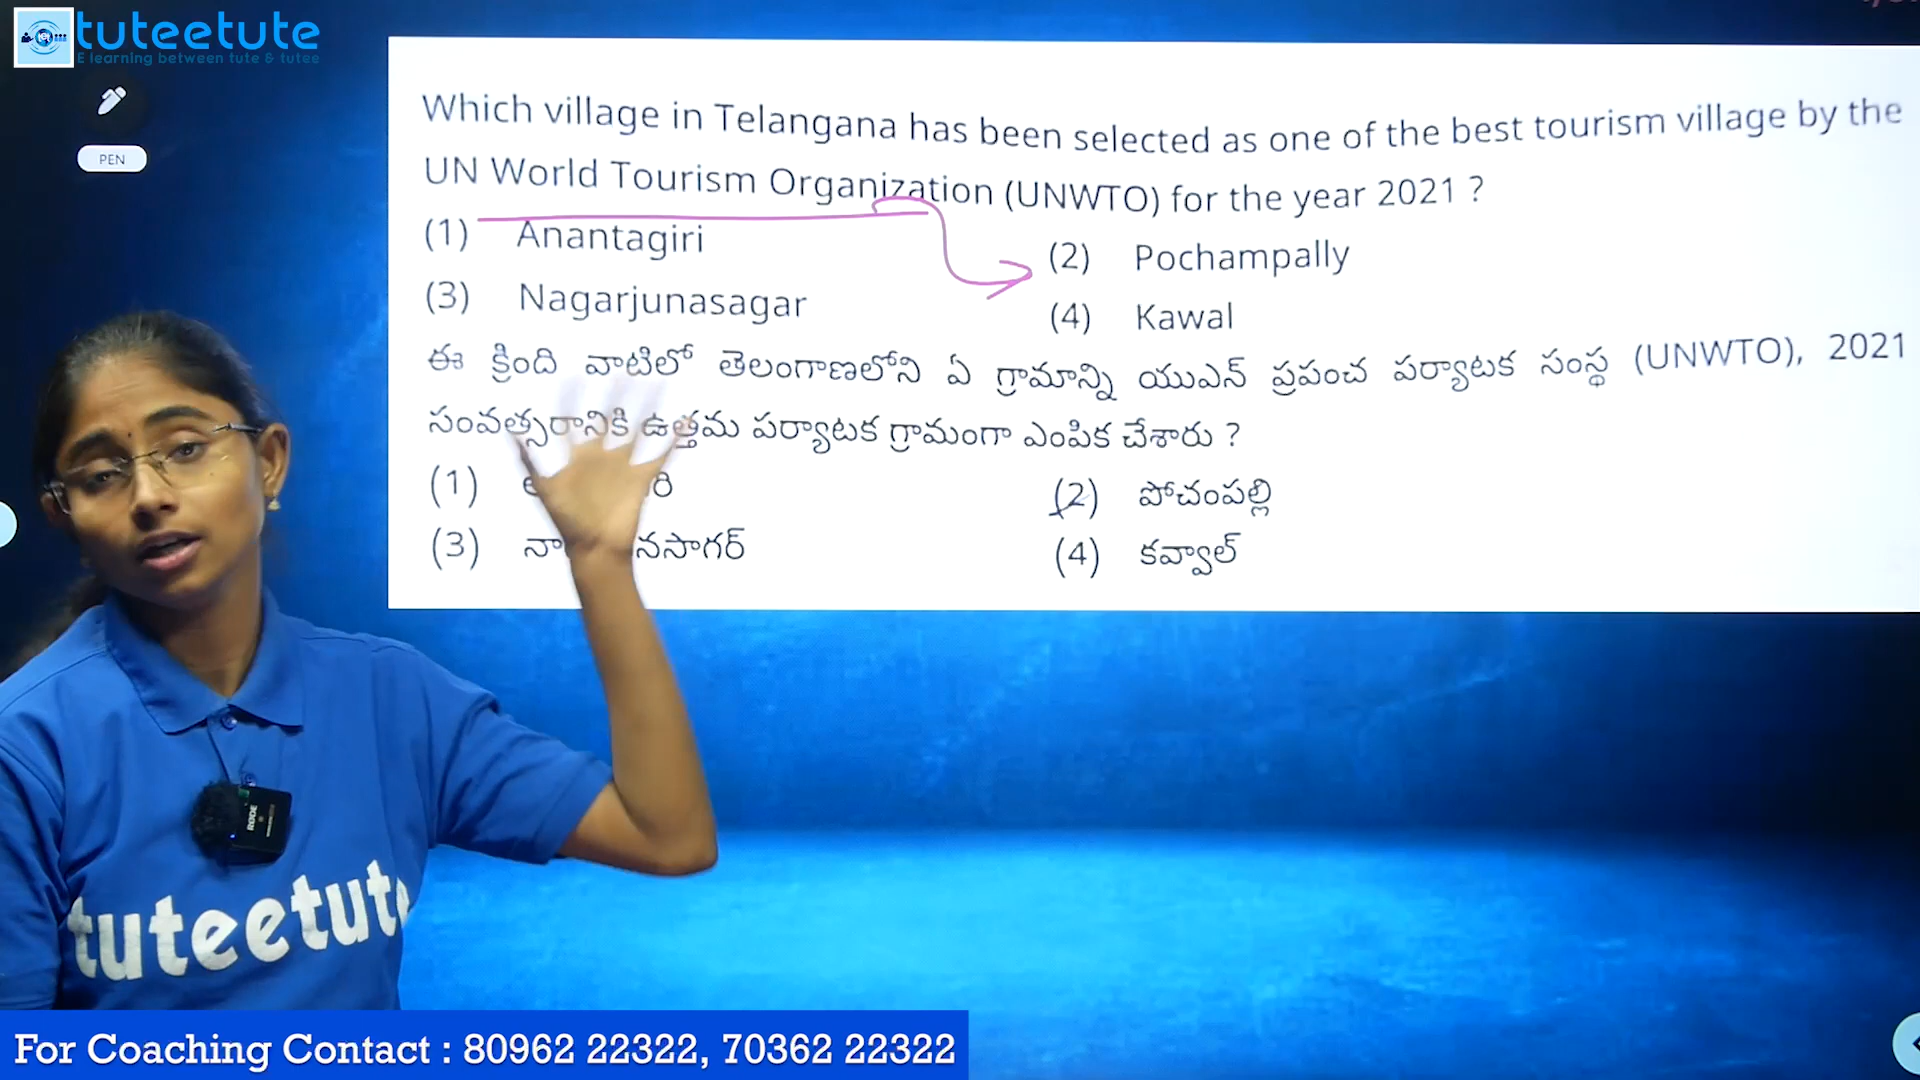 tuteetute
E learning between tute & tutee
PEN
Which village in Telangana has been selected as one of the best tourism village by the
UN World Tourism Organization (UNWTO) for the year 2021 ?
(1) Anantagiri
(2) Pochampally
(3) Nagarjunasagar
(4) Kawal
ఈ క్రింది వాటిలో తెలంగాణలోని ఏ గ్రామాన్ని యుఎన్ ప్రపంచ పర్యాటక సంస్థ (UNWTO), 2021
సంవత్సరానికి ఉత్తమ పర్యాటక గ్రామంగా ఎంపిక చేశారు ?
(1)
(2) పోచంపల్లి
(3)
(4) కవ్వాల్
RODE
tuteetut
For Coaching Contact : 80962 22322, 70362 22322